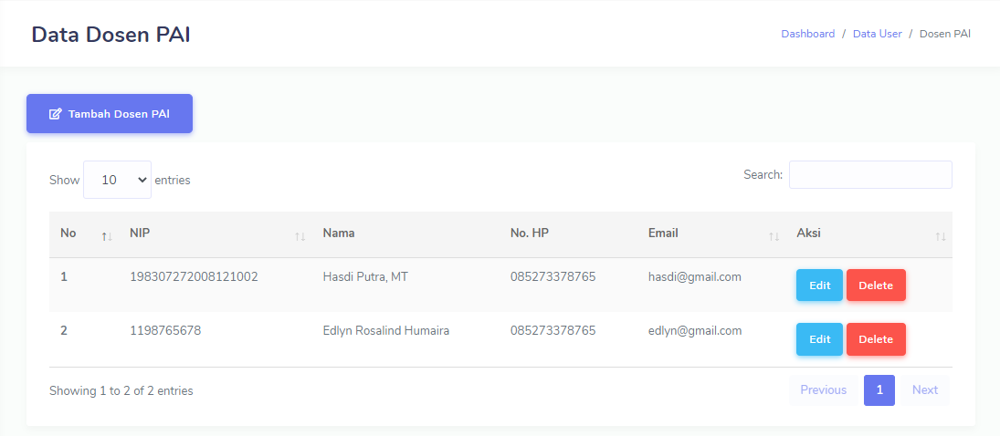 Data Dosen PAI
Dashboard / Data User / Dosen PAI
Tambah Dosen PAI
Show 10 entries
Search:
No NIP Nama No. HP Email Aksi
1 198307272008121002 Hasdi Putra, MT 085273378765 hasdi@gmail.com Edit Delete
2 1198765678 Edlyn Rosalind Humaira 085273378765 edlyn@gmail.com Edit Delete
Showing 1 to 2 of 2 entries
Previous 1 Next